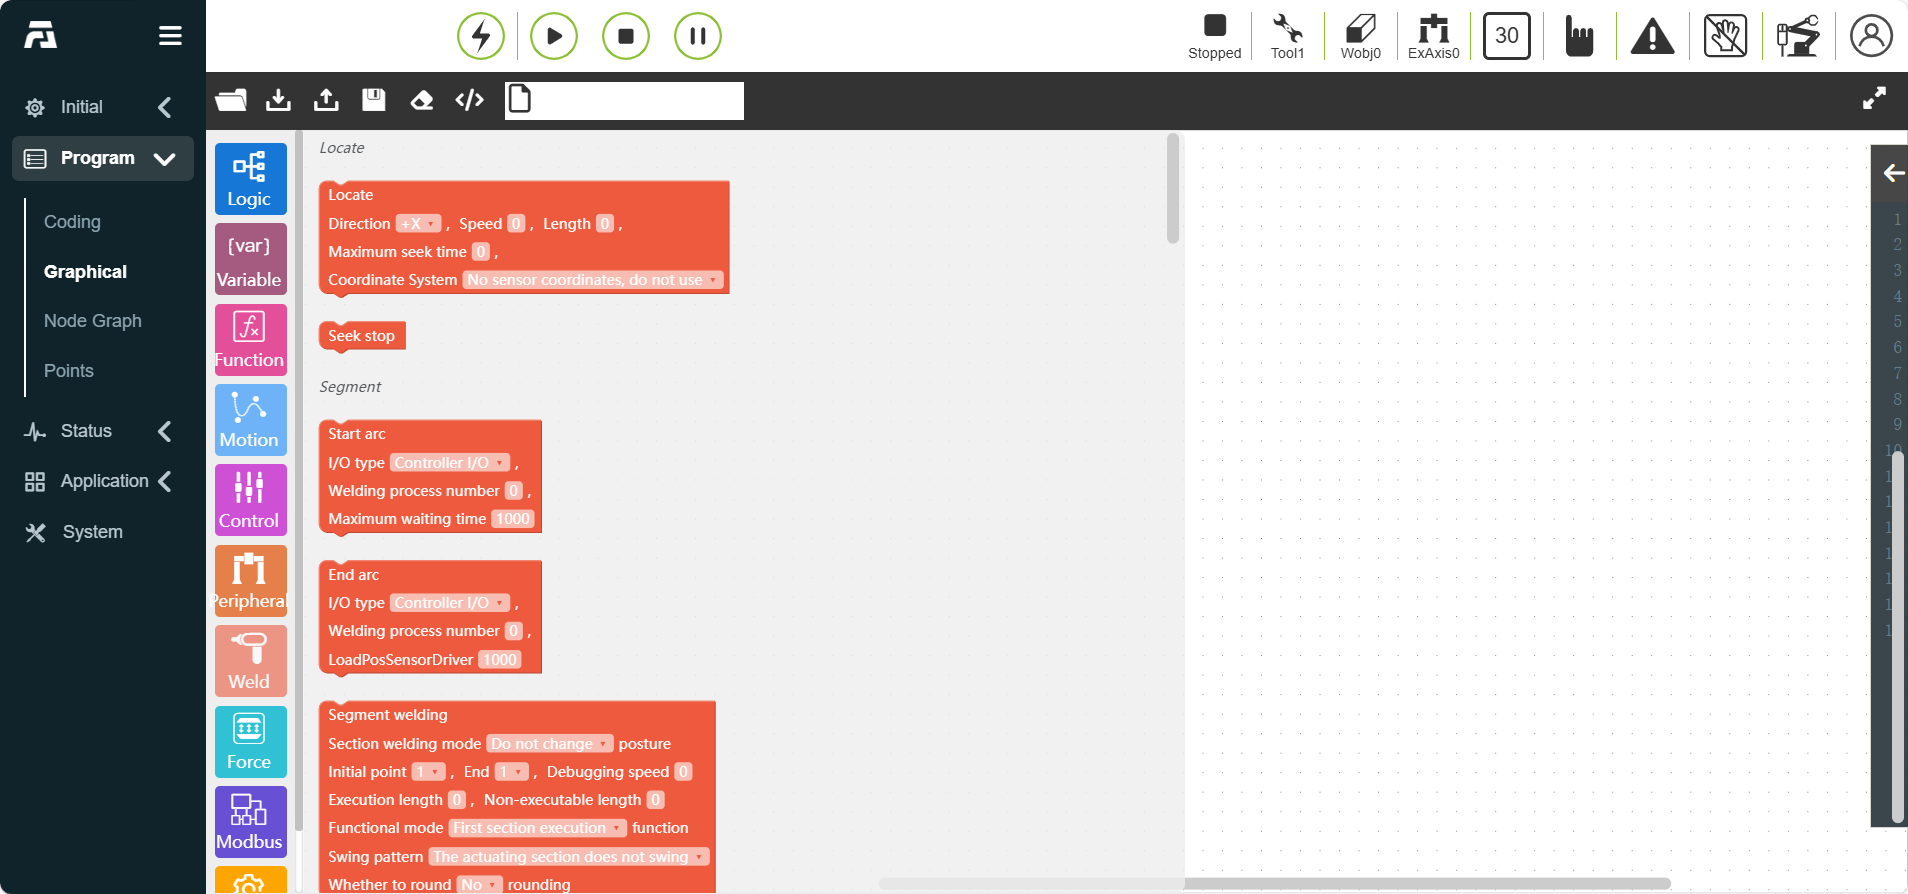 Stopped
Tool1
Wobj0
ExAxis0
30
Initial
Program
Coding
Graphical
Node Graph
Points
Status
Application
System
Logic
{var}
Variable
fx
Function
Motion
Control
Peripheral
Weld
Force
Modbus
Locate
Locate
Direction +X , Speed 0 , Length 0 ,
Maximum seek time 0 ,
Coordinate System No sensor coordinates, do not use
Seek stop
Segment
Start arc
I/O type Controller I/O ,
Welding process number 0 ,
Maximum waiting time 1000
End arc
I/O type Controller I/O ,
Welding process number 0 ,
LoadPosSensorDriver 1000
Segment welding
Section welding mode Do not change posture
Initial point 1 , End 1 , Debugging speed 0
Execution length 0 , Non-executable length 0
Functional mode First section execution function
Swing pattern The actuating section does not swing
Whether to round No rounding
1
2
3
4
5
6
7
8
9
10
1
1
1
1
1
1
1